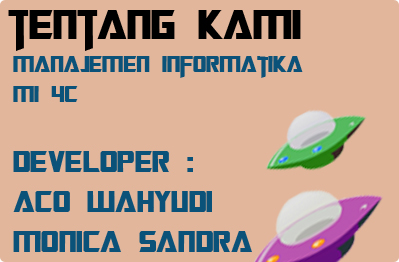 TENTANG KAMI
MANAJEMEN INFORMATIKA
MI 4C
DEVELOPER :
ACO WAHYUDI
MONICA SANDRA